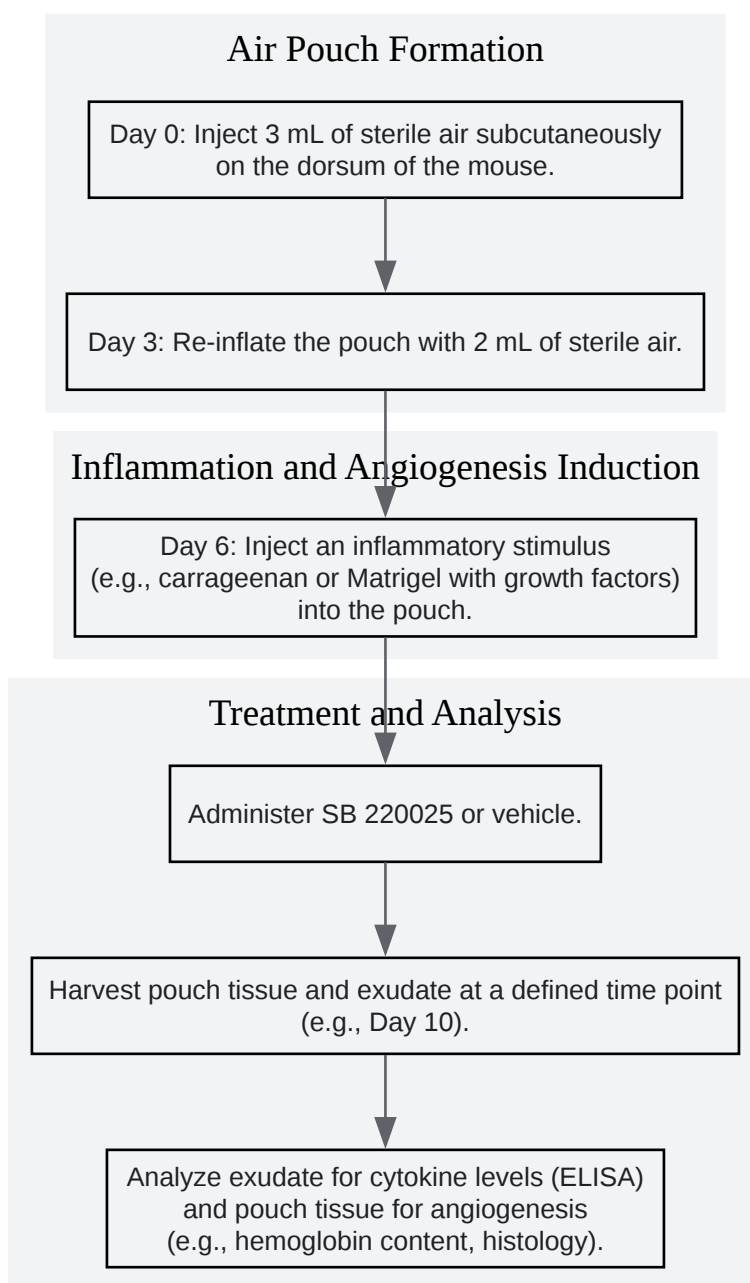 Air Pouch Formation
Day 0: Inject 3 mL of sterile air subcutaneously
on the dorsum of the mouse.
Day 3: Re-inflate the pouch with 2 mL of sterile air.
Inflammation and Angiogenesis Induction
Day 6: Inject an inflammatory stimulus
(e.g., carrageenan or Matrigel with growth factors)
into the pouch.
Treatment and Analysis
Administer SB 220025 or vehicle.
Harvest pouch tissue and exudate at a defined time point
(e.g., Day 10).
Analyze exudate for cytokine levels (ELISA)
and pouch tissue for angiogenesis
(e.g., hemoglobin content, histology).